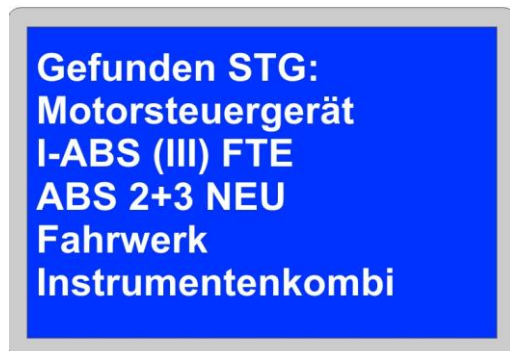 Gefunden STG:
Motorsteuergerät
I-ABS (III) FTE
ABS 2+3 NEU
Fahrwerk
Instrumentenkombi